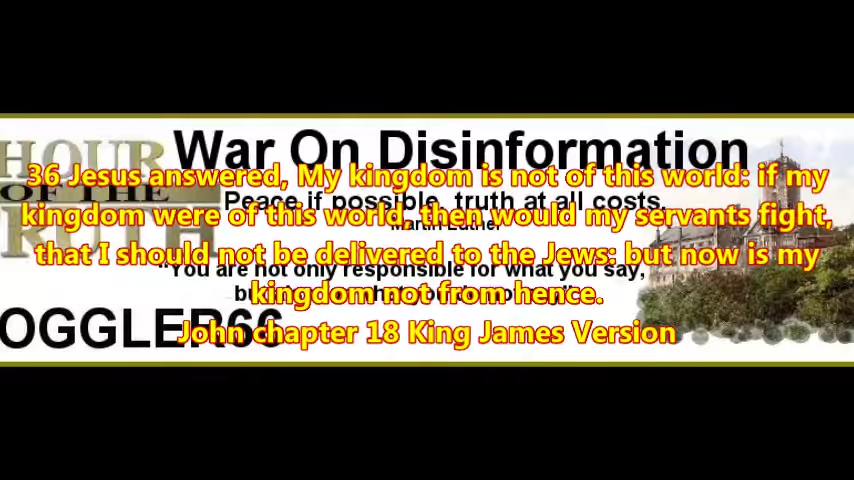 HOUR
OF THE
TRUTH
War On Disinformation
Peace if possible, truth at all costs.
Martin Luther
"You are not only responsible for what you say,
OGGLER66
36 Jesus answered, My kingdom is not of this world: if my
kingdom were of this world, then would my servants fight,
that I should not be delivered to the Jews: but now is my
kingdom not from hence.
John chapter 18 King James Version